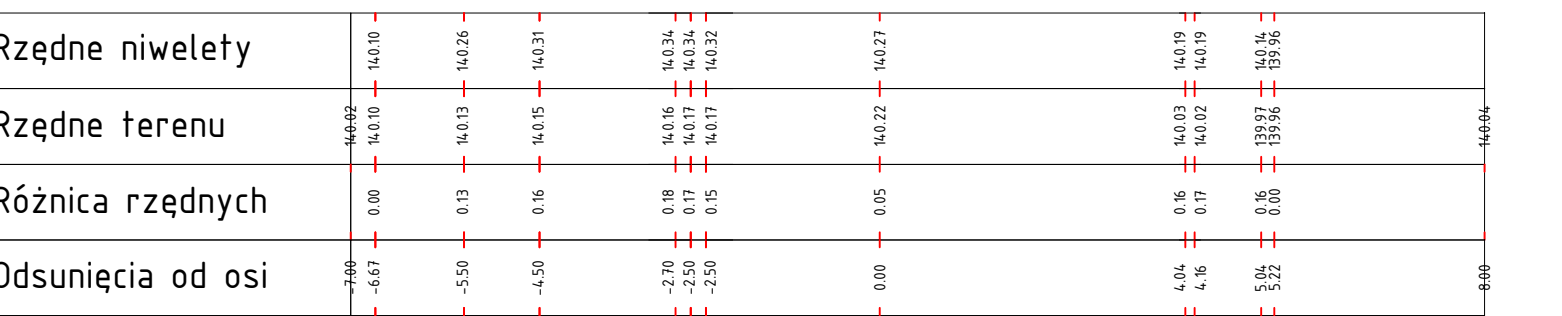 Rzędne niwelety 140.10 140.26 140.31 140.34 140.34 140.32 140.27 140.19 140.19 140.14 139.96
Rzędne terenu 140.02 140.10 140.13 140.15 140.16 140.17 140.17 140.22 140.03 140.02 139.97 139.96 140.04
Różnica rzędnych 0.00 0.13 0.16 0.18 0.17 0.15 0.05 0.16 0.17 0.16 0.00
Odsunięcia od osi -7.00 -6.67 -5.50 -4.50 -2.70 -2.50 -2.50 0.00 4.04 4.16 5.04 5.22 8.00